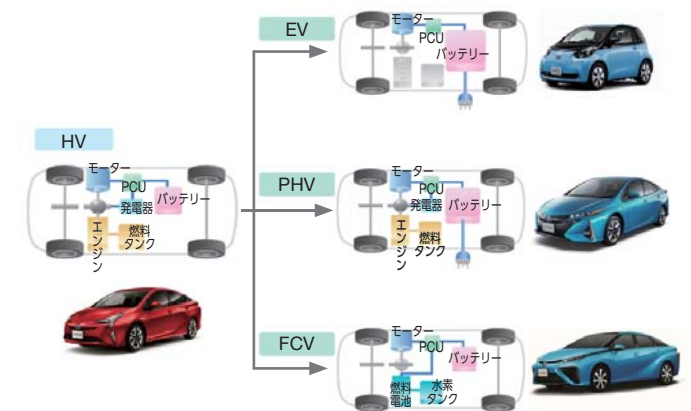 HV
モーター
PCU
発電器
バッテリー
エンジン
燃料
タンク
EV
モーター
PCU
バッテリー
PHV
モーター
PCU
発電器
バッテリー
エンジン
燃料
タンク
FCV
モーター
PCU
バッテリー
燃料
電池
水素
タンク